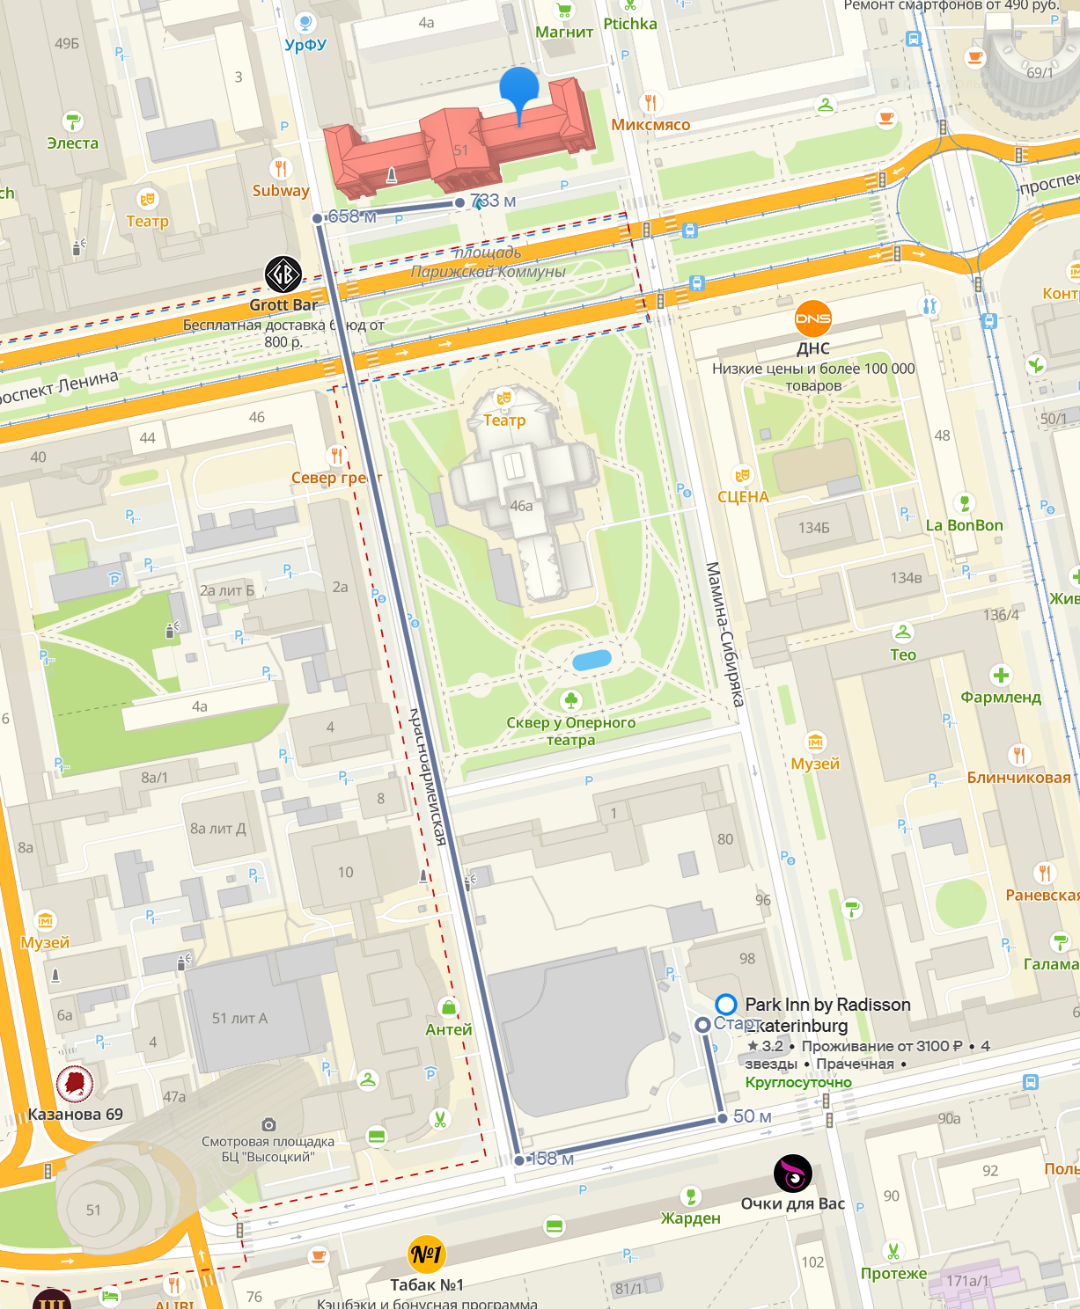 Ремонт смартфонов от 490 руб.
4а
Магнит
Ptichka
УрФУ
49Б
3
69/1
Элеста
Миксмясо
51
Subway
Театр
658 м
733 м
проспек
площадь
Парижской Коммуны
Grott Bar
Бесплатная доставка блюд от
800 р.
Конт
ДНС
Низкие цены и более 100 000
товаров
роспект Ленина
Театр
46
44
40
48
50/1
Север грест
46а
СЦЕНА
134Б
La BonBon
2а
2а лит Б
134в
136/4
Жив
Мамина-Сибиряка
Тео
Фармленд
6
4а
4
Сквер у Оперного
театра
Музей
Блинчиковая
8а/1
8
Красноармейская
1
80
8а лит Д
8а
10
96
Раневская
Музей
98
Галама
6а
51 лит А
Park Inn by Radisson
Ekaterinburg
Старт
3.2 • Проживание от 3100 ₽ • 4
звезды • Прачечная •
Круглосуточно
Антей
4
47а
Казанова 69
50 м
90а
Смотровая площадка
БЦ "Высоцкий"
158 м
92
Поль
Очки для Вас
90
51
Жарден
№1
Табак №1
Кэшбэки и бонусная программа
102
Протеже
171а/1
81/1
76
ALIBI